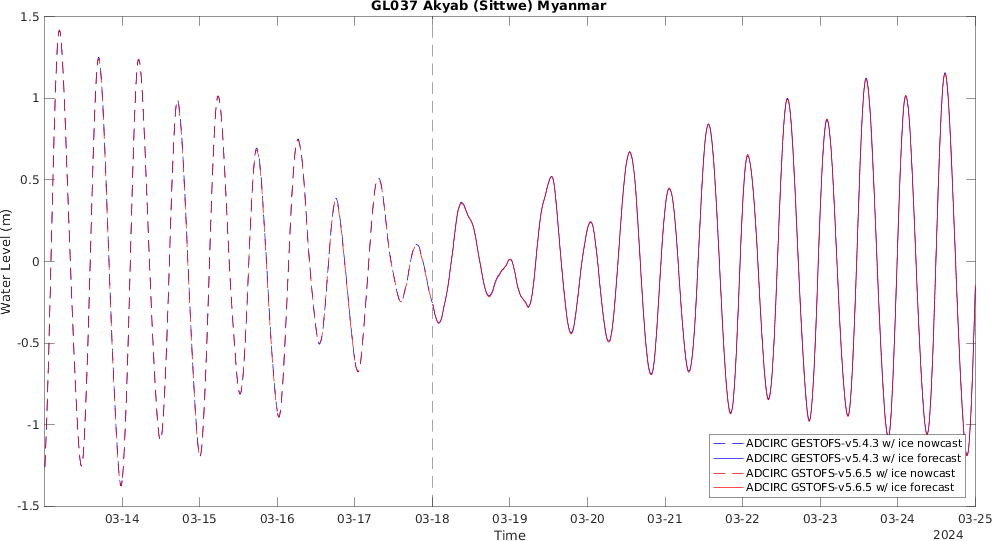 GL037 Akyab (Sittwe) Myanmar
1.5
1
0.5
0
-0.5
-1
-1.5
Water Level (m)
ADCIRC GESTOFS-v5.4.3 w/ ice nowcast
ADCIRC GESTOFS-v5.4.3 w/ ice forecast
ADCIRC GSTOFS-v5.6.5 w/ ice nowcast
ADCIRC GSTOFS-v5.6.5 w/ ice forecast
03-14 03-15 03-16 03-17 03-18 03-19 03-20 03-21 03-22 03-23 03-24 03-25
Time
2024